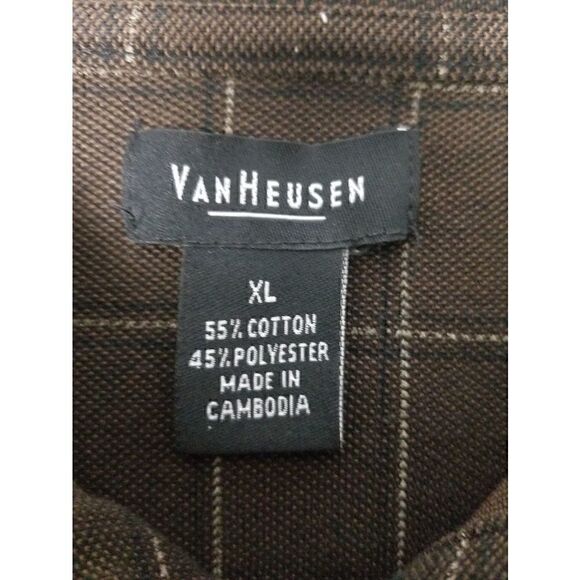 VANHEUSEN
XL
55% COTTON
45% POLYESTER
MADE IN
CAMBODIA